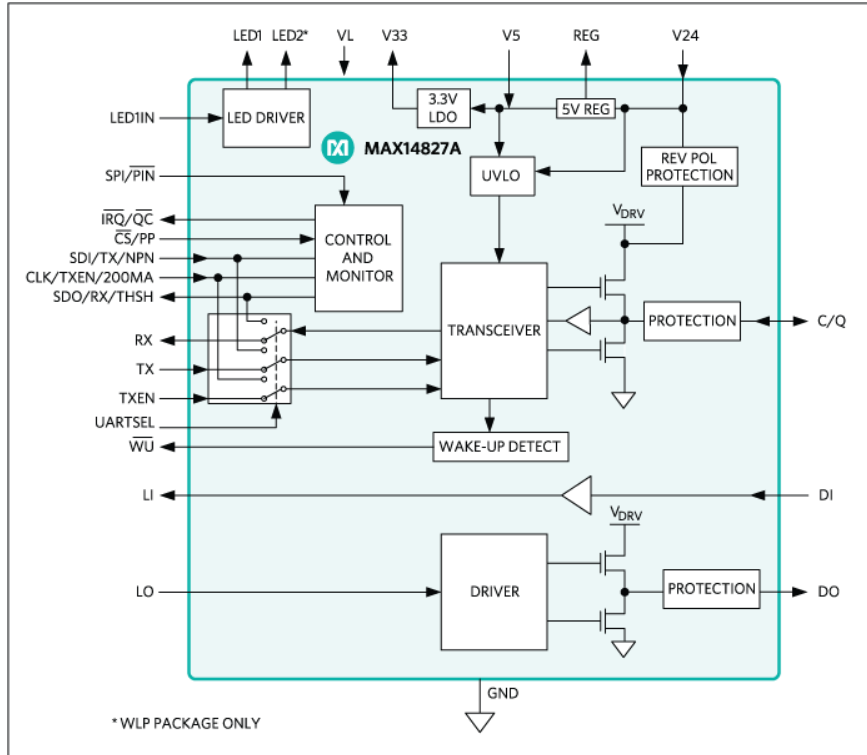 LED1 LED2* VL V33 V5 REG V24
LED1IN
LED DRIVER
3.3V
LDO
5V REG
MAX14827A
REV POL
PROTECTION
UVLO
SPI/PIN
VDRV
IRQ/QC
CS/PP
SDI/TX/NPN
CLK/TXEN/200MA
SDO/RX/THSH
CONTROL
AND
MONITOR
TRANSCEIVER
PROTECTION
C/Q
RX
TX
TXEN
UARTSEL
WU
WAKE-UP DETECT
LI
DI
VDRV
LO
DRIVER
PROTECTION
DO
GND
* WLP PACKAGE ONLY